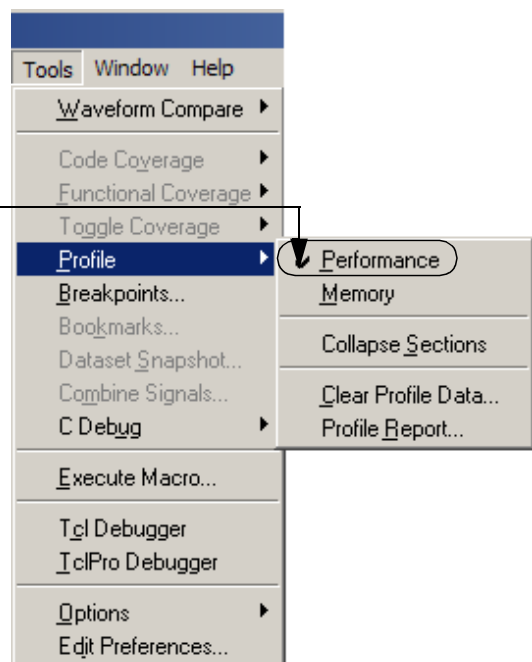 Tools Window Help
Waveform Compare
Code Coverage
Functional Coverage
Toggle Coverage
Profile
Breakpoints...
Bookmarks...
Dataset Snapshot...
Combine Signals...
C Debug
Execute Macro...
Tcl Debugger
TclPro Debugger
Options
Edit Preferences...
Performance
Memory
Collapse Sections
Clear Profile Data...
Profile Report...